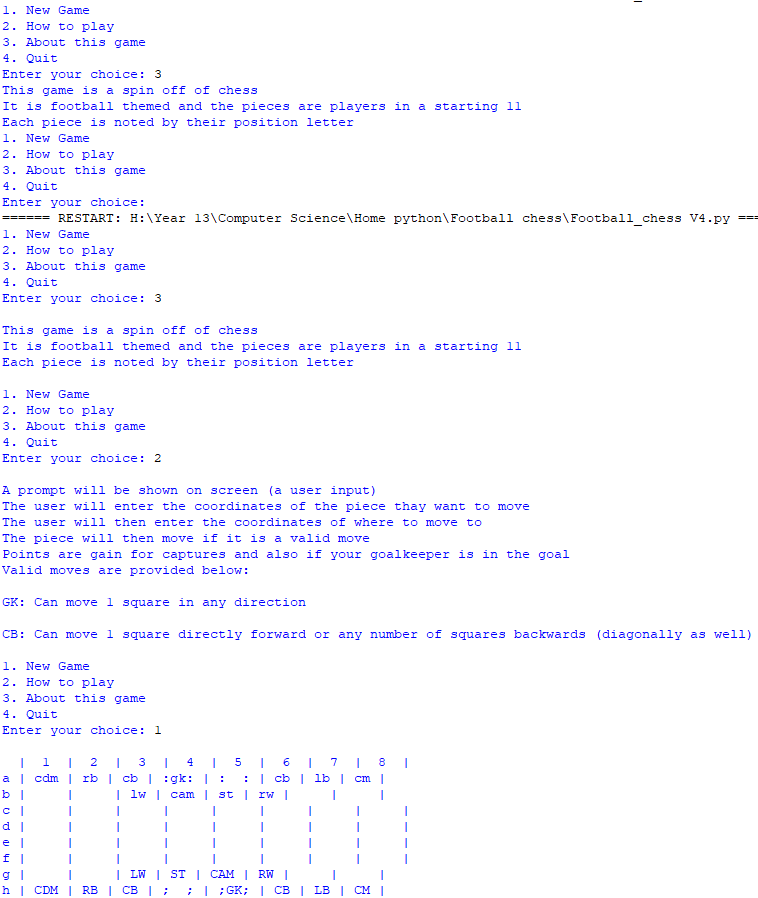 1. New Game
2. How to play
3. About this game
4. Quit
Enter your choice: 3
This game is a spin off of chess
It is football themed and the pieces are players in a starting 11
Each piece is noted by their position letter
1. New Game
2. How to play
3. About this game
4. Quit
Enter your choice:
====== RESTART: H:\Year 13\Computer Science\Home python\Football chess\Football_chess V4.py ===
1. New Game
2. How to play
3. About this game
4. Quit
Enter your choice: 3
This game is a spin off of chess
It is football themed and the pieces are players in a starting 11
Each piece is noted by their position letter
1. New Game
2. How to play
3. About this game
4. Quit
Enter your choice: 2
A prompt will be shown on screen (a user input)
The user will enter the coordinates of the piece thay want to move
The user will then enter the coordinates of where to move to
The piece will then move if it is a valid move
Points are gain for captures and also if your goalkeeper is in the goal
Valid moves are provided below:
GK: Can move 1 square in any direction
CB: Can move 1 square directly forward or any number of squares backwards (diagonally as well)
1. New Game
2. How to play
3. About this game
4. Quit
Enter your choice: 1
  |  1  |  2  |  3  |  4  |  5  |  6  |  7  |  8  |
a | cdm | rb | cb | :gk: | :  : | cb | lb | cm |
b |     |     | lw | cam | st | rw |     |     |
c |     |     |     |     |     |     |     |     |
d |     |     |     |     |     |     |     |     |
e |     |     |     |     |     |     |     |     |
f |     |     |     |     |     |     |     |     |
g |     |     | LW | ST | CAM | RW |     |     |
h | CDM | RB | CB | ;  ; | ;GK; | CB | LB | CM |